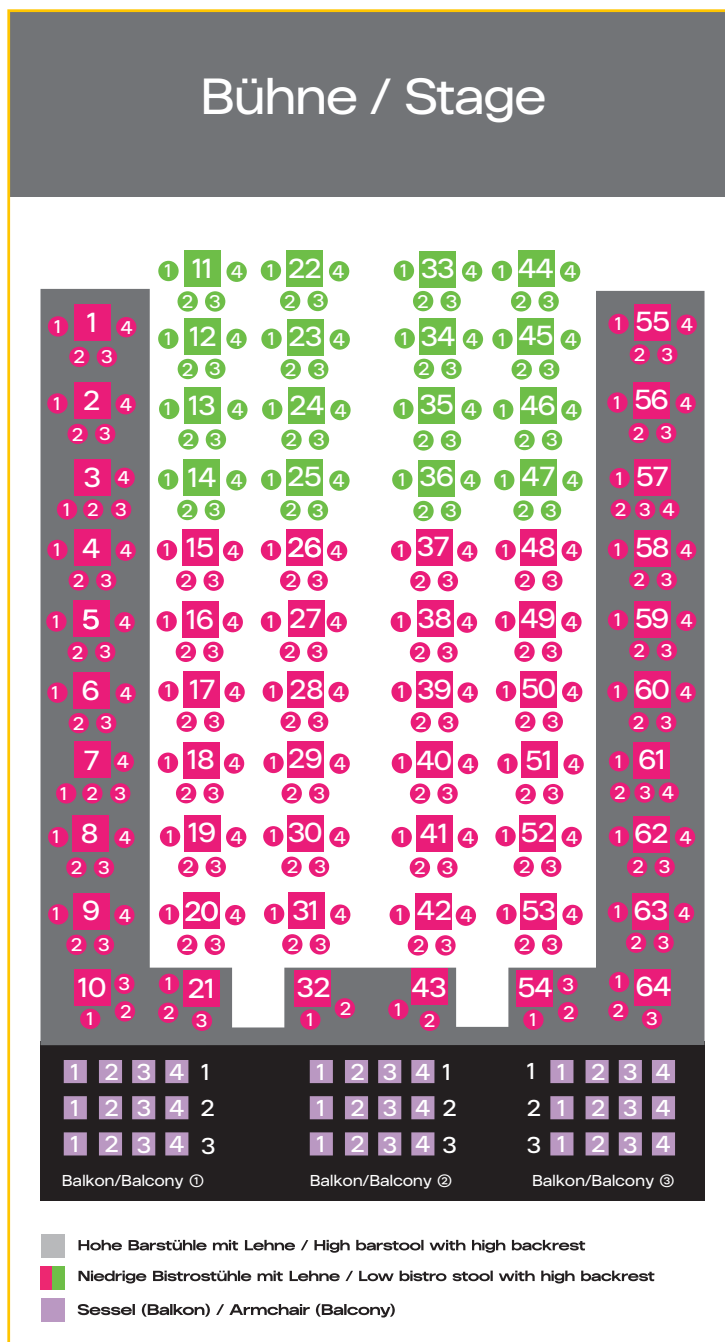 Bühne / Stage
1 11 4 1 22 4 1 33 4 1 44 4
2 3 2 3 2 3 2 3
1 1 4 1 12 4 1 23 4 1 34 4 1 45 4 1 55 4
2 3 2 3 2 3 2 3 2 3 2 3
1 2 4 1 13 4 1 24 4 1 35 4 1 46 4 1 56 4
2 3 2 3 2 3 2 3 2 3 2 3
3 4 1 14 4 1 25 4 1 36 4 1 47 4 1 57
1 2 3 2 3 2 3 2 3 2 3 2 3 4
1 4 4 1 15 4 1 26 4 1 37 4 1 48 4 1 58 4
2 3 2 3 2 3 2 3 2 3 2 3
1 5 4 1 16 4 1 27 4 1 38 4 1 49 4 1 59 4
2 3 2 3 2 3 2 3 2 3 2 3
1 6 4 1 17 4 1 28 4 1 39 4 1 50 4 1 60 4
2 3 2 3 2 3 2 3 2 3 2 3
7 4 1 18 4 1 29 4 1 40 4 1 51 4 1 61
1 2 3 2 3 2 3 2 3 2 3 2 3 4
1 8 4 1 19 4 1 30 4 1 41 4 1 52 4 1 62 4
2 3 2 3 2 3 2 3 2 3 2 3
1 9 4 1 20 4 1 31 4 1 42 4 1 53 4 1 63 4
2 3 2 3 2 3 2 3 2 3 2 3
10 3 1 21 32 43 54 3 1 64
1 2 2 3 1 2 1 2 1 2 2 3
1 2 3 4 1 1 2 3 4 1 1 1 2 3 4
1 2 3 4 2 1 2 3 4 2 2 1 2 3 4
1 2 3 4 3 1 2 3 4 3 3 1 2 3 4
Balkon/Balcony ① Balkon/Balcony ② Balkon/Balcony ③
Hohe Barstühle mit Lehne / High barstool with high backrest
Niedrige Bistrostühle mit Lehne / Low bistro stool with high backrest
Sessel (Balkon) / Armchair (Balcony)